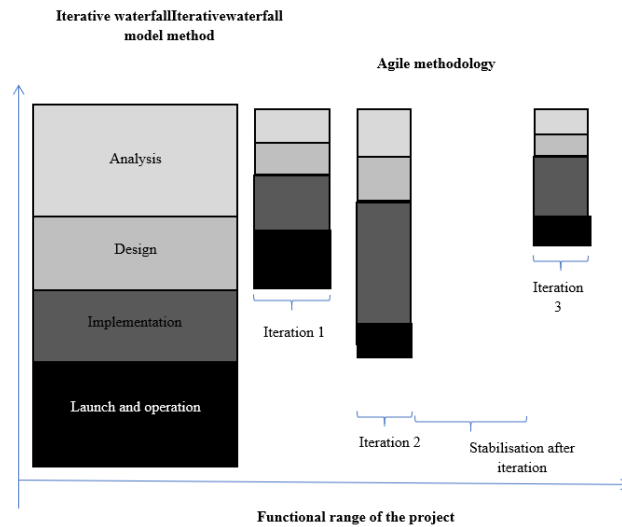 Iterative waterfallIterativewaterfall
model method
Agile methodology
Analysis
Design
Implementation
Launch and operation
Iteration 1
Iteration 2
Stabilisation after
iteration
Iteration
3
Functional range of the project